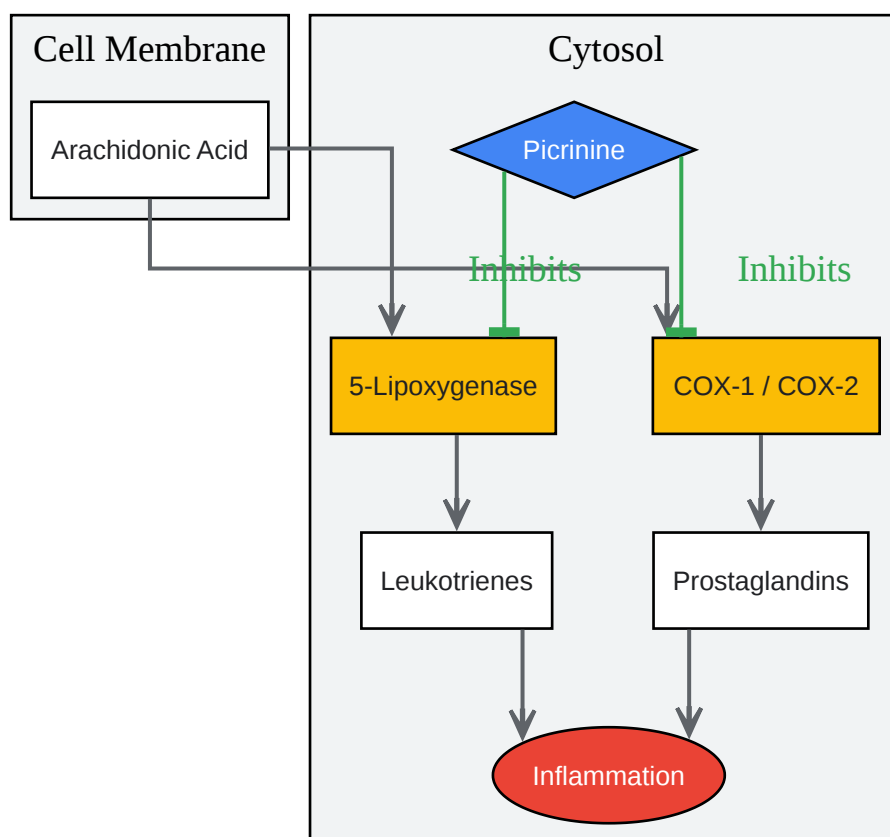 Cell Membrane
Cytosol
Arachidonic Acid
Picrinine
Inhibits
Inhibits
5-Lipoxygenase
COX-1 / COX-2
Leukotrienes
Prostaglandins
Inflammation